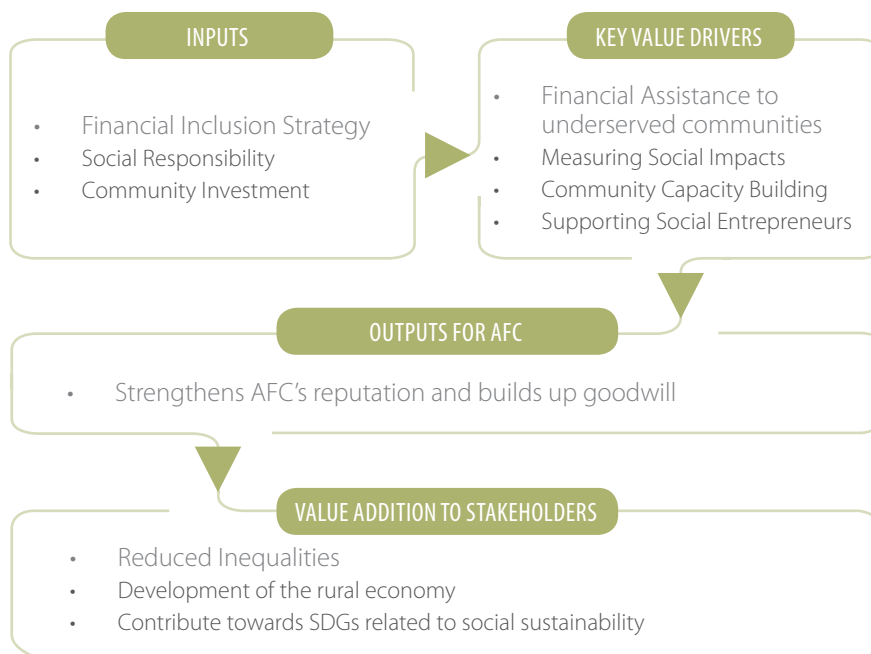 INPUTS
• Financial Inclusion Strategy
• Social Responsibility
• Community Investment
KEY VALUE DRIVERS
• Financial Assistance to
underserved communities
• Measuring Social Impacts
• Community Capacity Building
• Supporting Social Entrepreneurs
OUTPUTS FOR AFC
• Strengthens AFC’s reputation and builds up goodwill
VALUE ADDITION TO STAKEHOLDERS
• Reduced Inequalities
• Development of the rural economy
• Contribute towards SDGs related to social sustainability